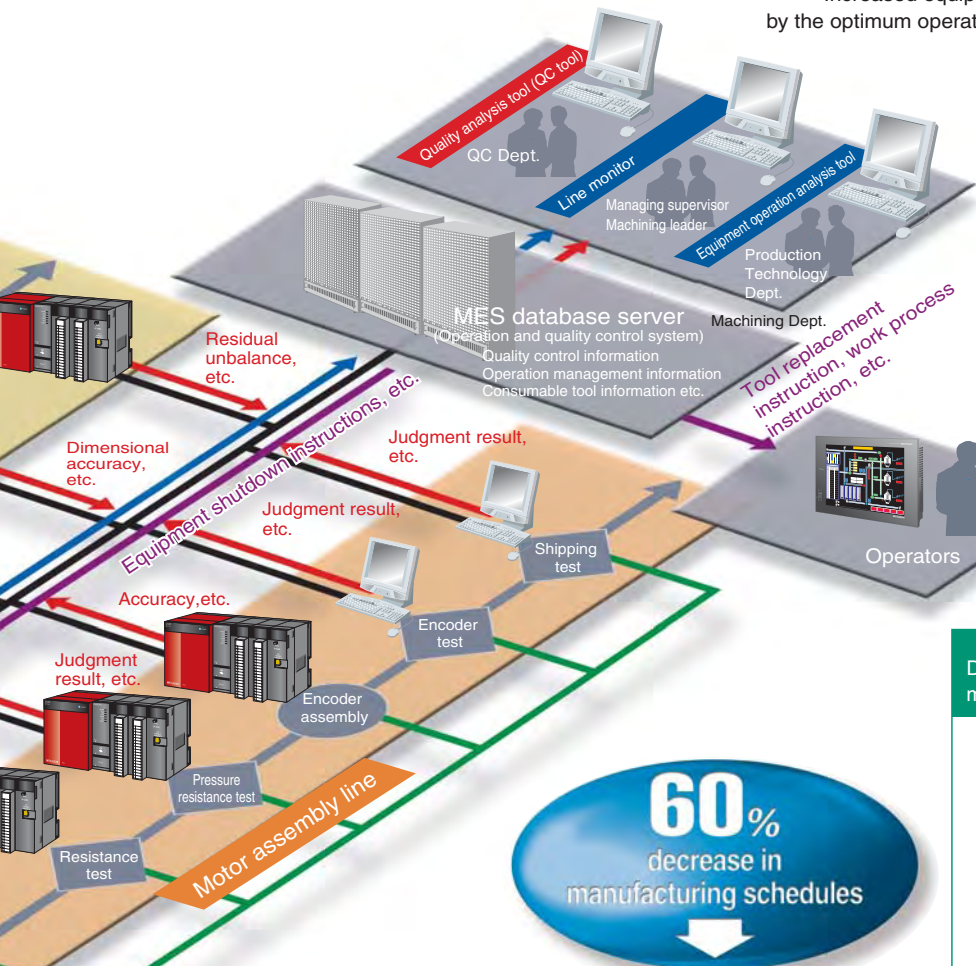 increased equip
by the optimum operat
Quality analysis tool (QC tool)
QC Dept.
Line monitor
Managing supervisor
Machining leader
Equipment operation analysis tool
Production
Technology
Dept.
Machining Dept.
MES database server
(Operation and quality control system)
Quality control information
Operation management information
Consumable tool information etc.
Tool replacement
instruction, work process
instruction, etc.
Residual
unbalance,
etc.
Dimensional
accuracy,
etc.
Equipment shutdown instructions, etc.
Judgment result,
etc.
Judgment result,
etc.
Operators
Shipping
test
Accuracy,etc.
Encoder
test
Judgment
result, etc.
Encoder
assembly
Pressure
resistance test
Motor assembly line
Resistance
test
60%
decrease in
manufacturing schedules
D
m